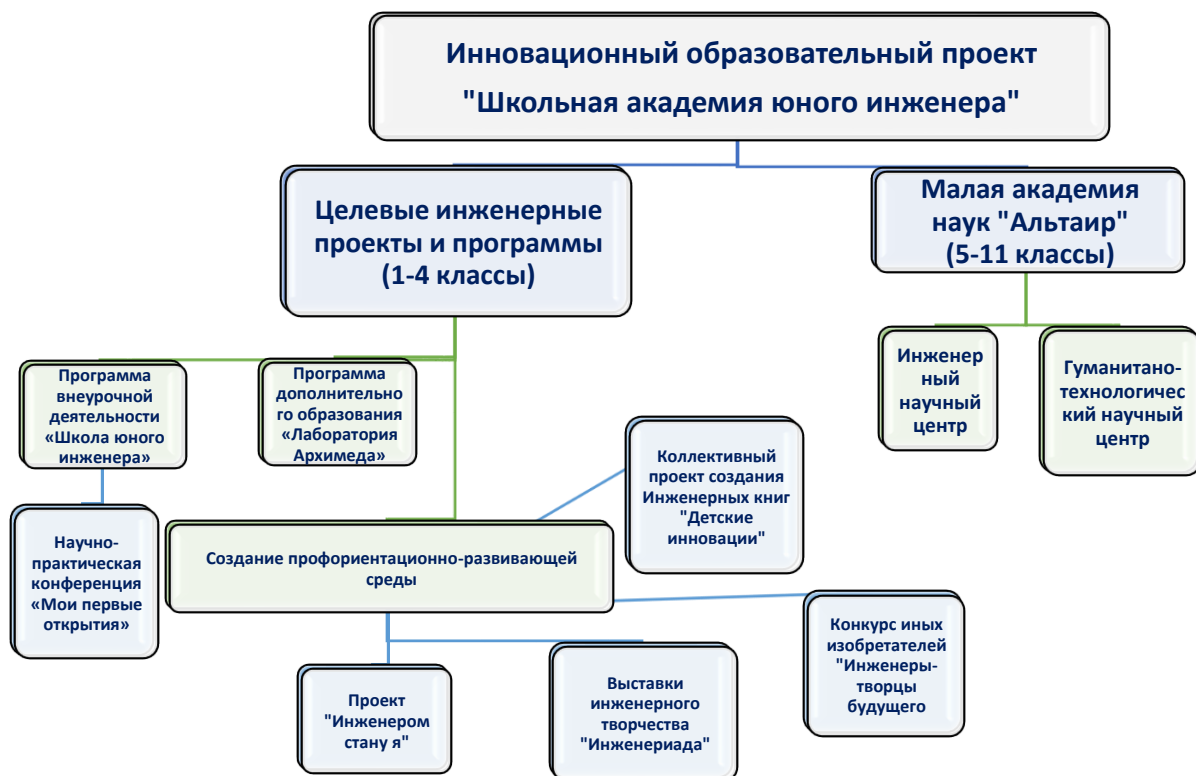 Инновационный образовательный проект
"Школьная академия юного инженера"
Целевые инженерные
проекты и программы
(1-4 классы)
Малая академия
наук "Альтаир"
(5-11 классы)
Программа
внеурочной
деятельности
«Школа юного
инженера»
Программа
дополнительно
го образования
«Лаборатория
Архимеда»
Инженер
ный
научный
центр
Гуманитано-
технологичес
кий научный
центр
Научно-
практическая
конференция
«Мои первые
открытия»
Создание профориентационно-развивающей
среды
Коллективный
проект создания
Инженерных книг
"Детские
инновации"
Проект
"Инженером
стану я"
Выставки
инженерного
творчества
"Инженериада"
Конкурс иных
изобретателей
"Инженеры-
творцы
будущего